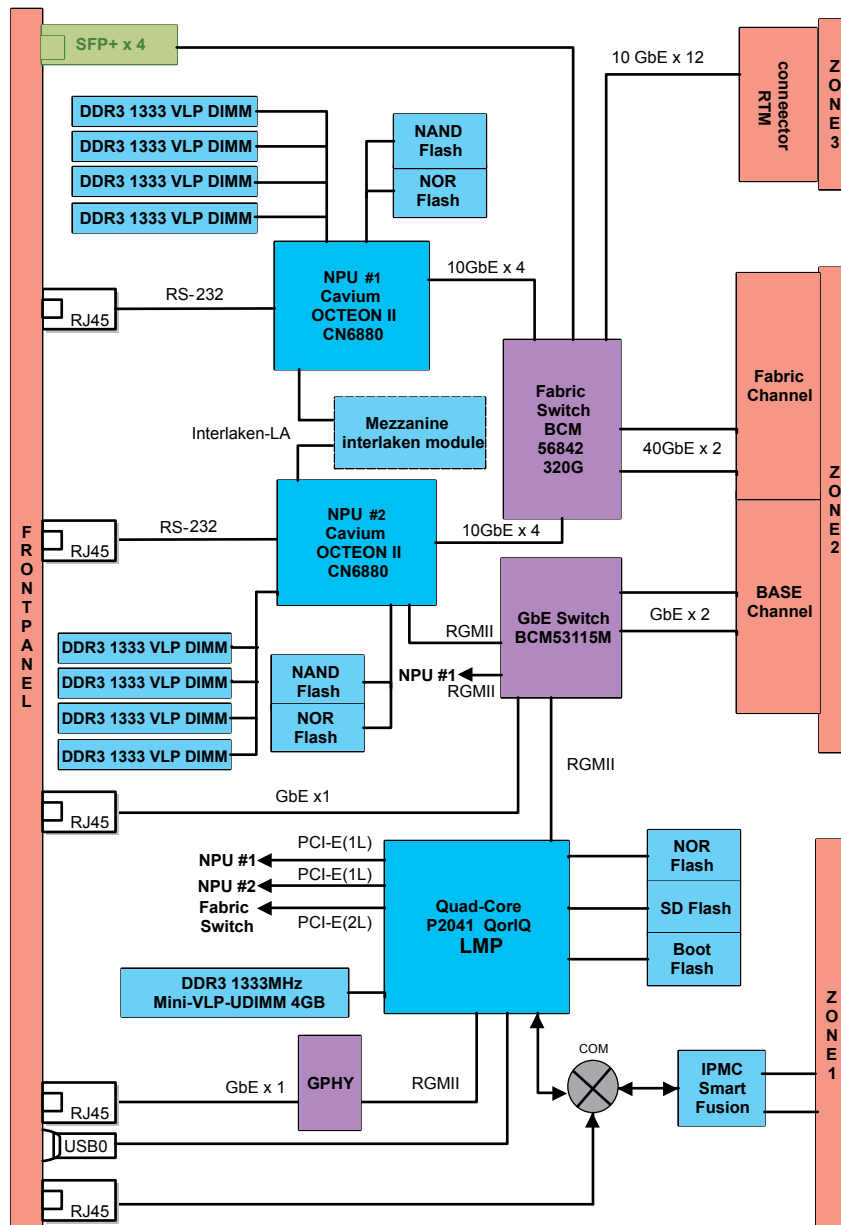 SFP+ x 4
10 GbE x 12
conneector
RTM
ZONE3
DDR3 1333 VLP DIMM
DDR3 1333 VLP DIMM
DDR3 1333 VLP DIMM
DDR3 1333 VLP DIMM
NAND
Flash
NOR
Flash
NPU #1
Cavium
OCTEON II
CN6880
10GbE x 4
RS-232
RJ45
Fabric
Switch
BCM
56842
320G
Fabric
Channel
Mezzanine
interlaken module
Interlaken-LA
40GbE x 2
ZONE2
FRONTPANEL
NPU #2
Cavium
OCTEON II
CN6880
10GbE x 4
RS-232
RJ45
GbE Switch
BCM53115M
BASE
Channel
GbE x 2
RGMII
NPU #1
RGMII
DDR3 1333 VLP DIMM
DDR3 1333 VLP DIMM
DDR3 1333 VLP DIMM
DDR3 1333 VLP DIMM
NAND
Flash
NOR
Flash
RGMII
GbE x1
RJ45
PCI-E(1L)
NPU #1
PCI-E(1L)
NPU #2
Fabric
Switch
PCI-E(2L)
Quad-Core
P2041 QorIQ
LMP
NOR
Flash
SD Flash
Boot
Flash
DDR3 1333MHz
Mini-VLP-UDIMM 4GB
ZONE1
COM
IPMC
Smart
Fusion
GPHY
GbE x 1
RGMII
RJ45
USB0
RJ45